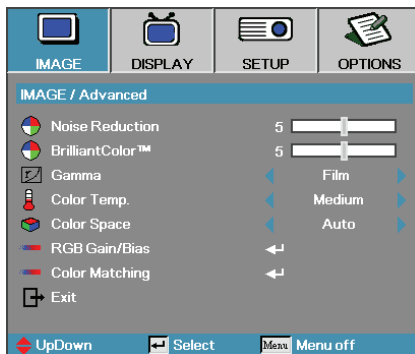 IMAGE DISPLAY SETUP OPTIONS
IMAGE / Advanced
Noise Reduction 5
BrilliantColor™ 5
Gamma Film
Color Temp. Medium
Color Space Auto
RGB Gain/Bias
Color Matching
Exit
UpDown Select Menu Menu off